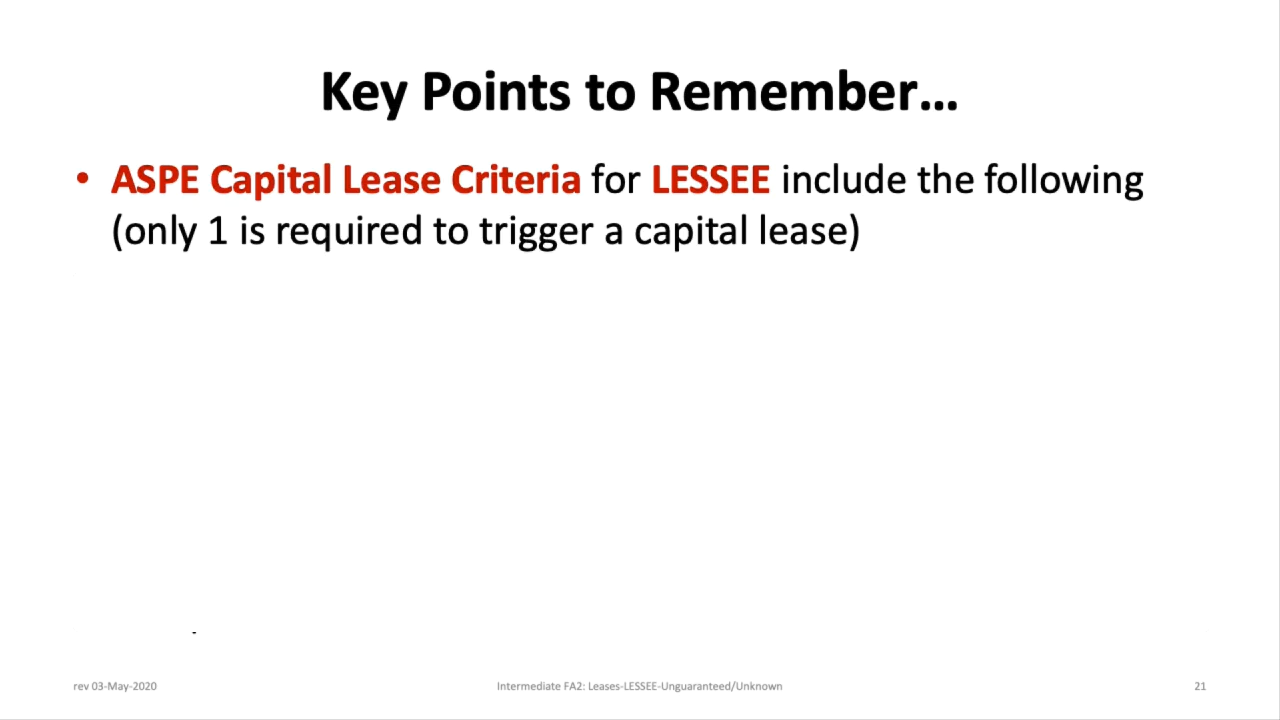 Key Points to Remember…
• ASPE Capital Lease Criteria for LESSEE include the following
(only 1 is required to trigger a capital lease)
-
rev 03-May-2020
Intermediate FA2: Leases-LESSEE-Unguaranteed/Unknown
21